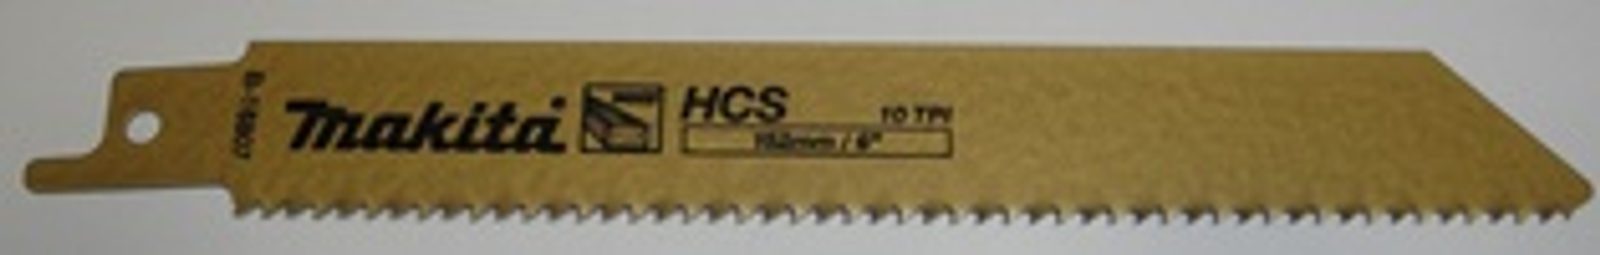 makita
HCS
10 TPI
152mm / 6"